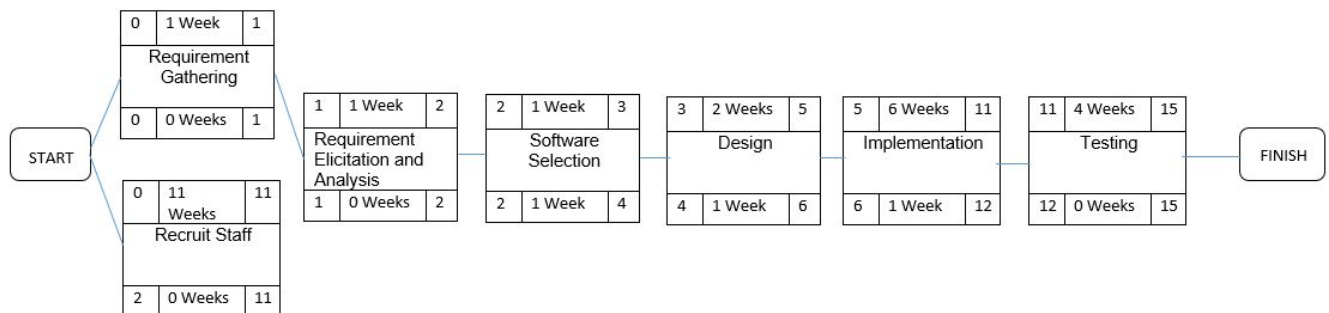 START
0 1 Week 1
Requirement
Gathering
0 0 Weeks 1
0 11 11
Weeks
Recruit Staff
2 0 Weeks 11
1 1 Week 2
Requirement
Elicitation and
Analysis
1 0 Weeks 2
2 1 Week 3
Software
Selection
2 1 Week 4
3 2 Weeks 5
Design
4 1 Week 6
5 6 Weeks 11
Implementation
6 1 Week 12
11 4 Weeks 15
Testing
12 0 Weeks 15
FINISH